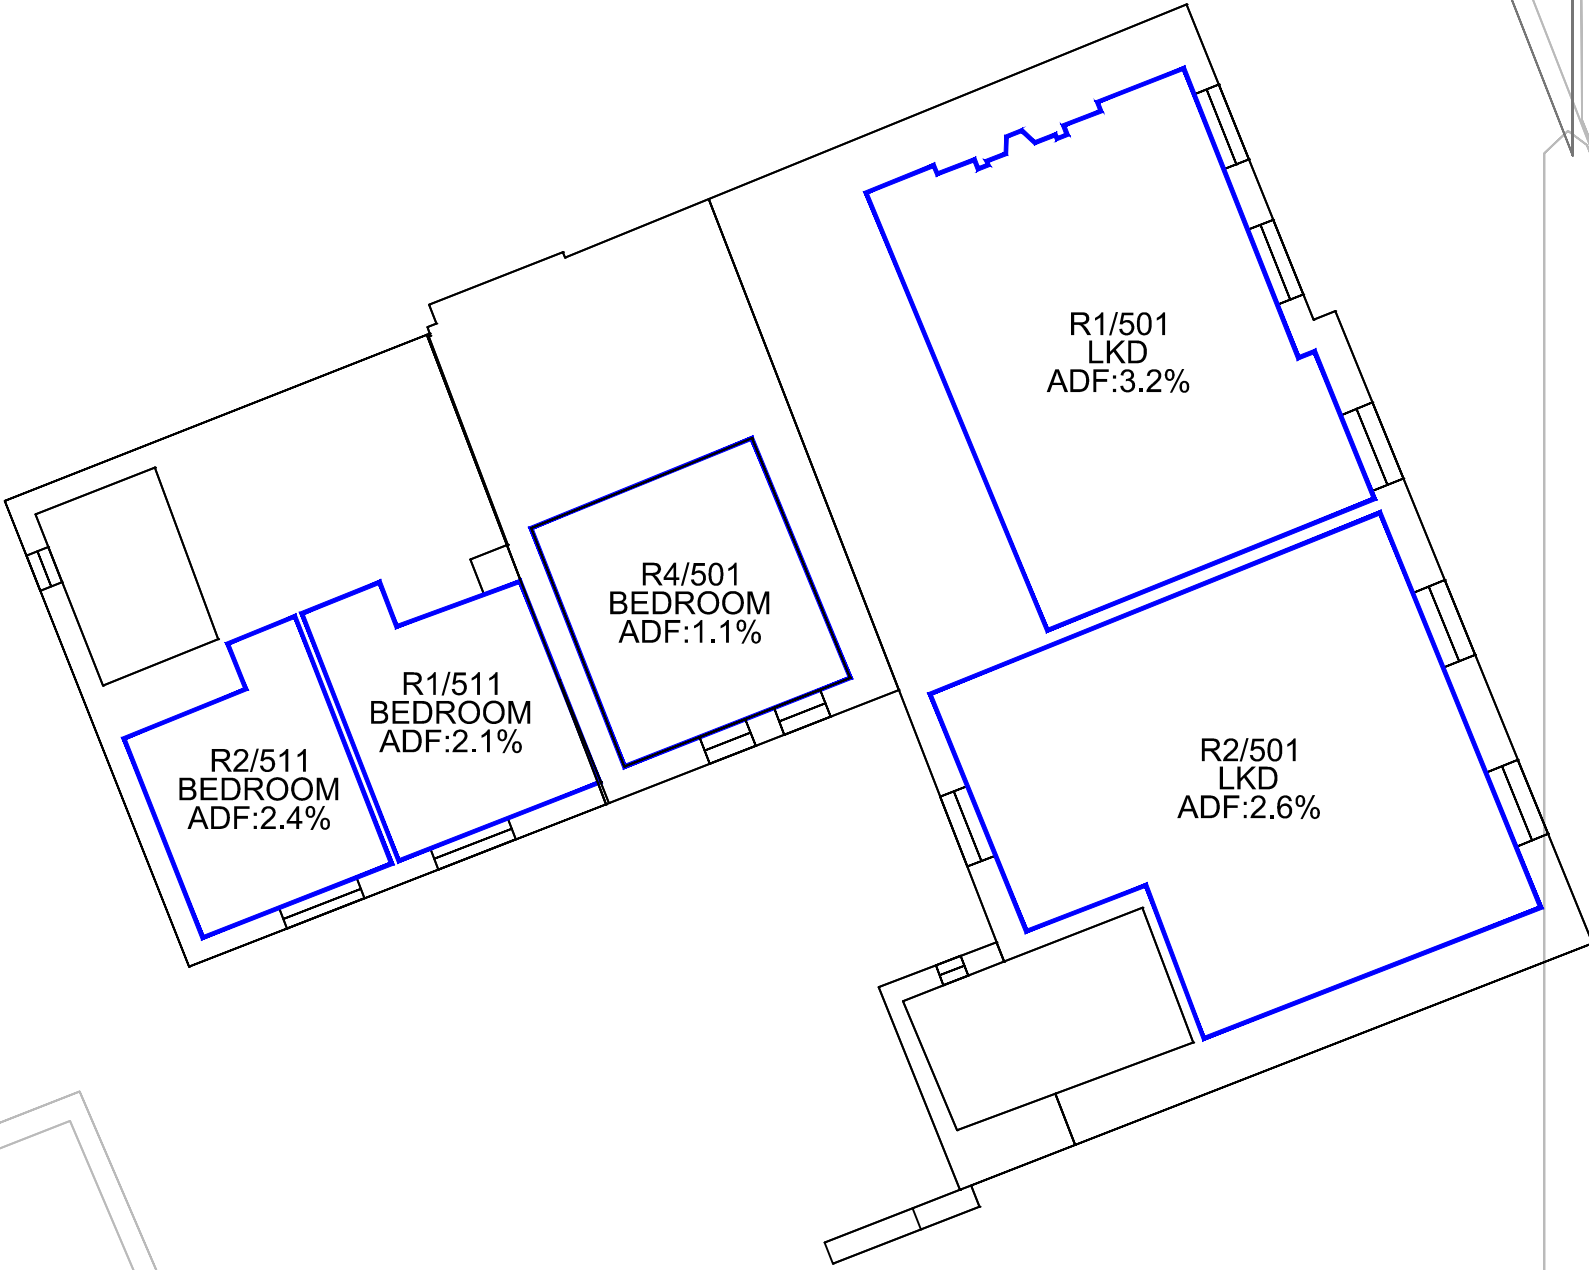 R1/501
LKD
ADF:3.2%
R4/501
BEDROOM
ADF:1.1%
R1/511
BEDROOM
ADF:2.1%
R2/511
BEDROOM
ADF:2.4%
R2/501
LKD
ADF:2.6%